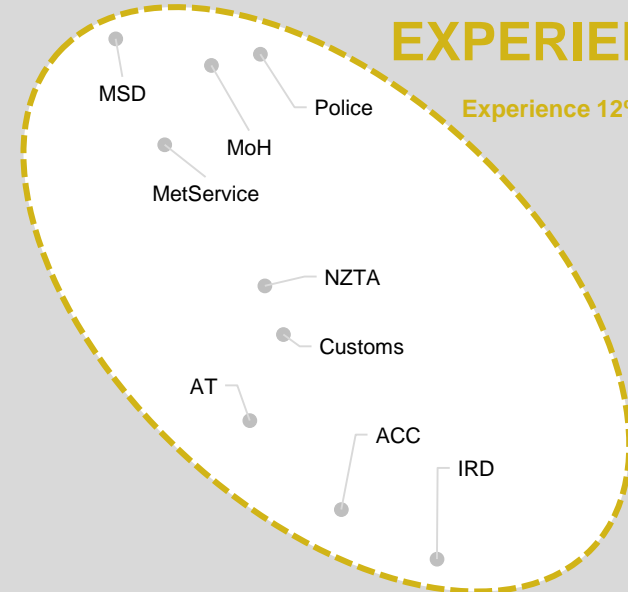 EXPERIE
Experience 12
MSD
Police
MoH
MetService
NZTA
Customs
AT
ACC
IRD